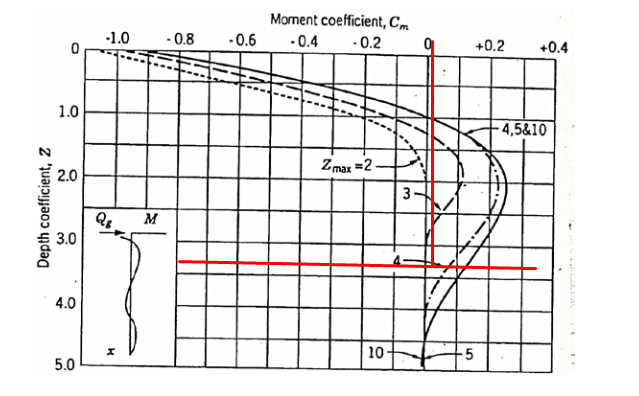 Moment coefficient, Cm
-1.0 -0.8 -0.6 -0.4 -0.2 0 +0.2 +0.4
0
1.0
4,5&10
Zmax=2
2.0
3
Depth coefficient, Z
Qg M
3.0
4
4.0
x
10 5
5.0